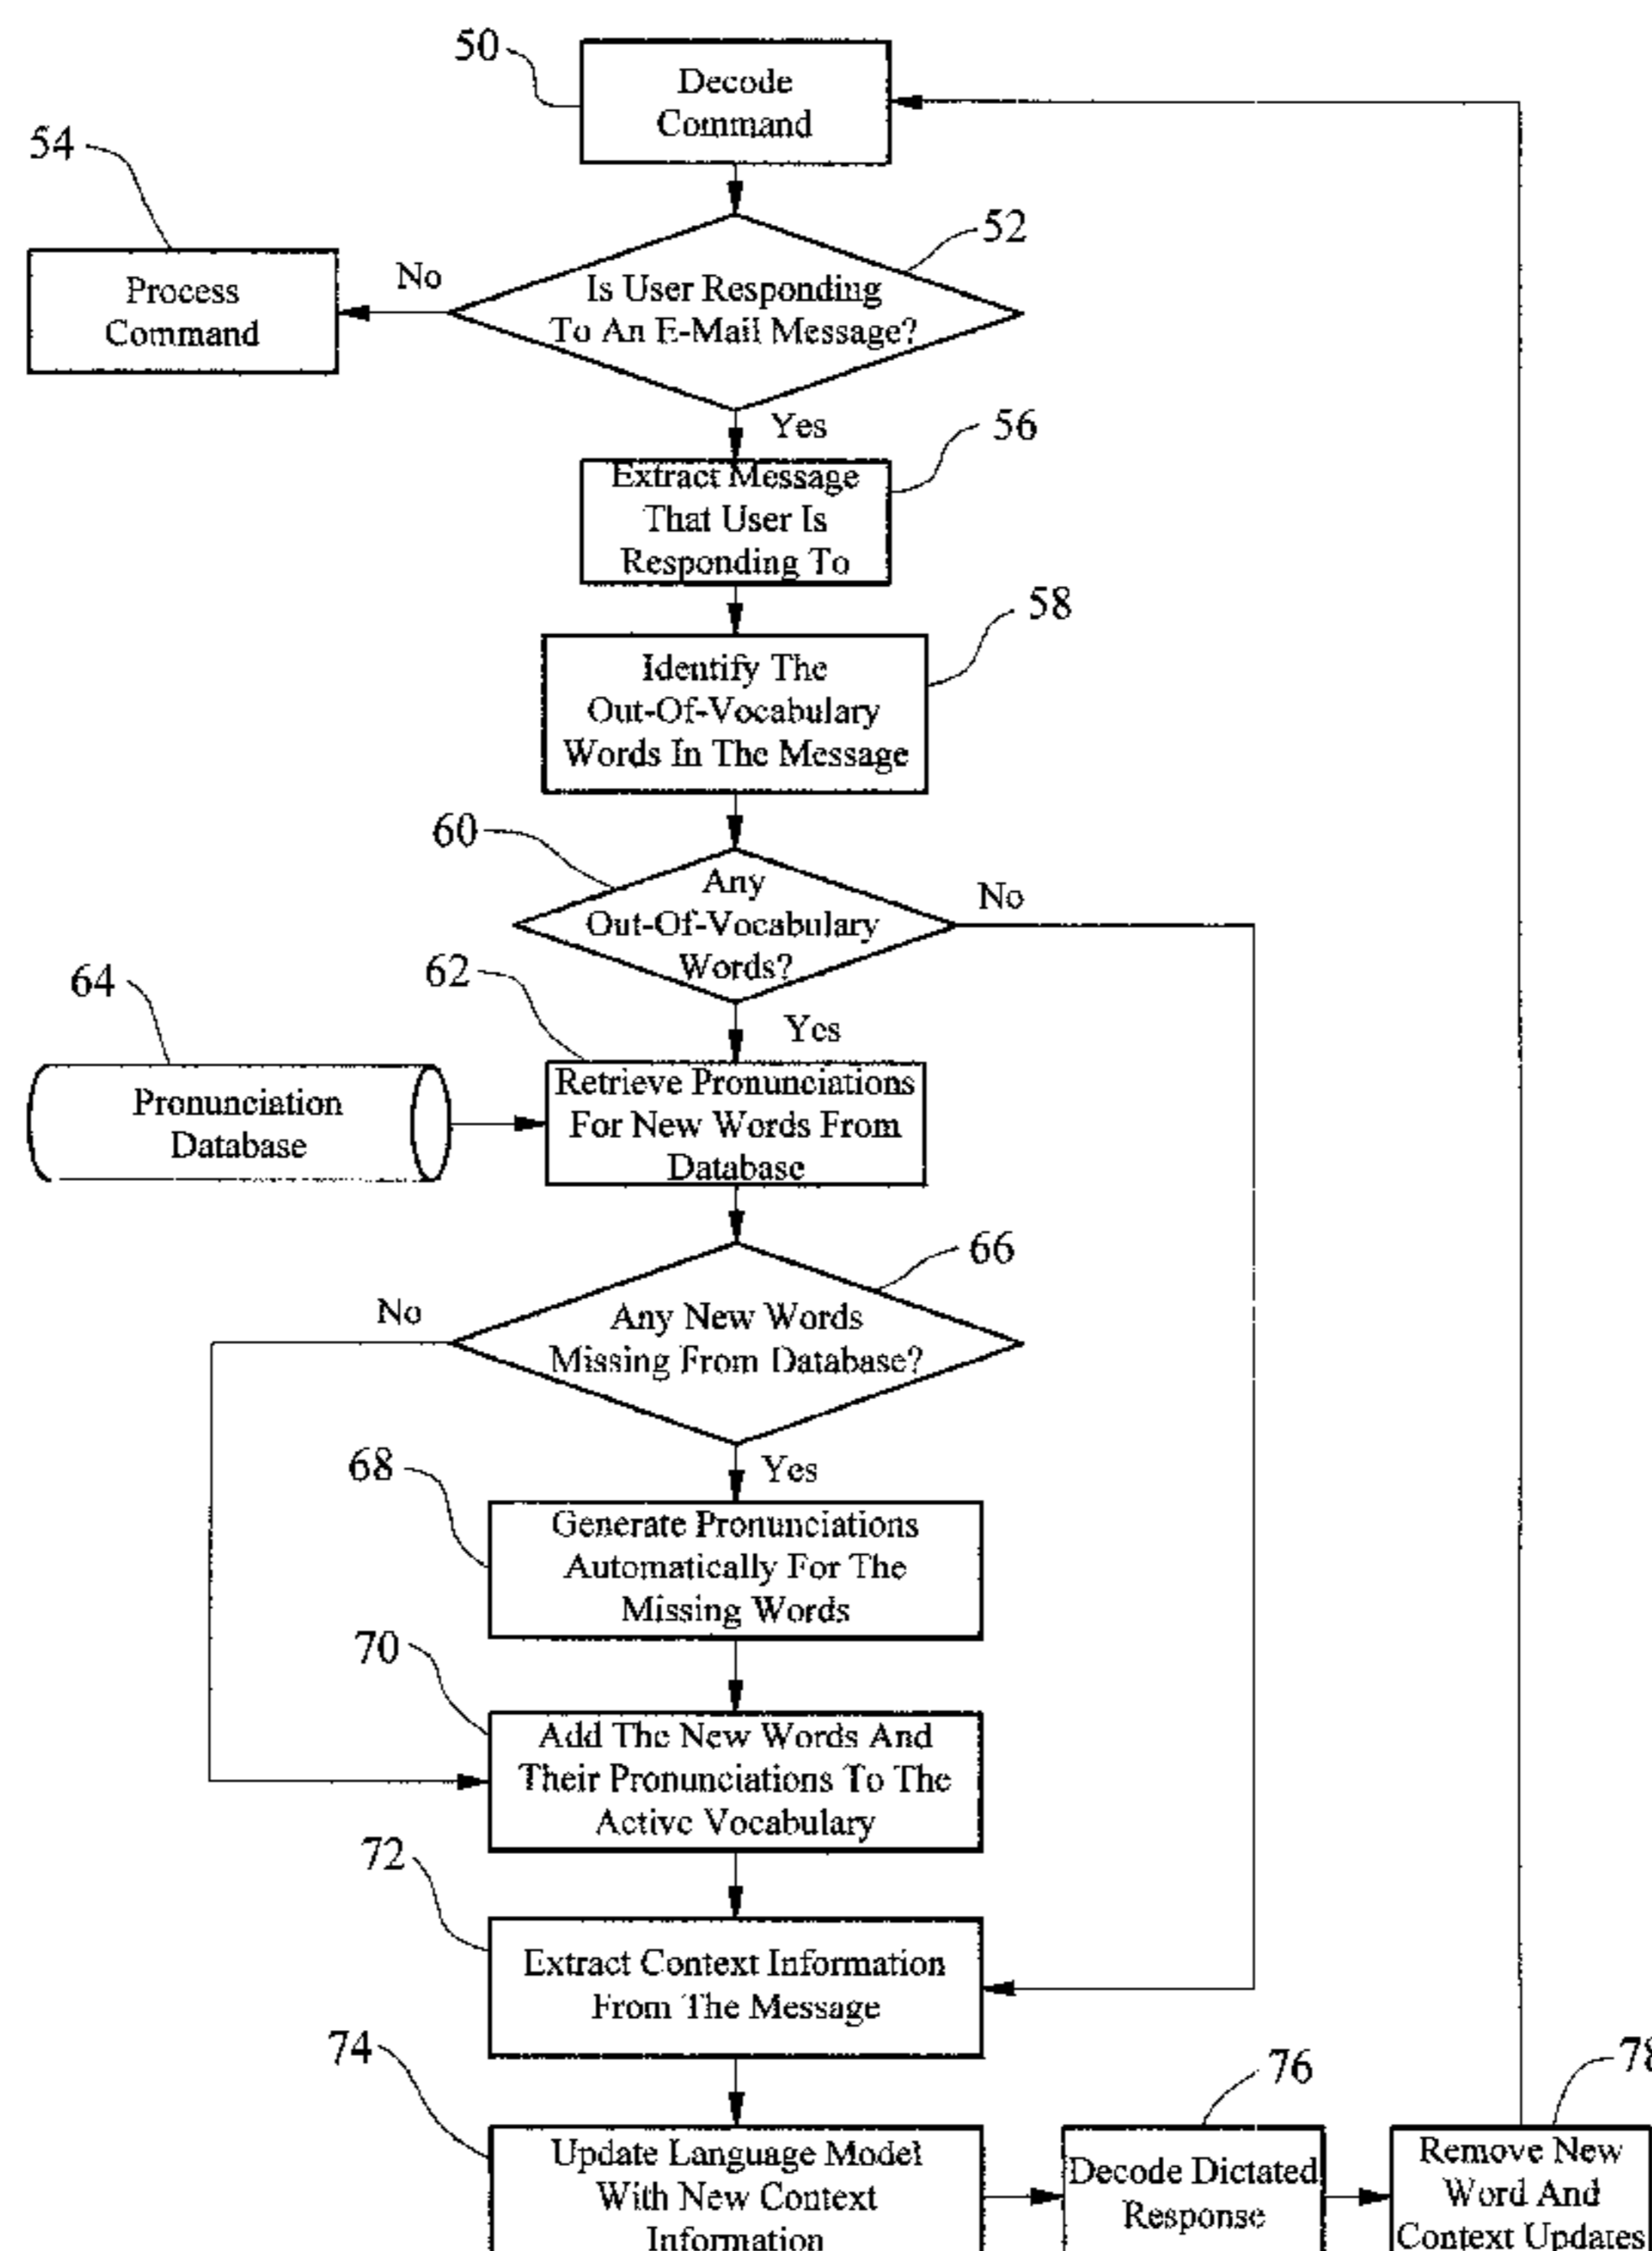 50
Decode
Command
54
52
Process
Command
No
Is User Responding
To An E-Mail Message?
Yes
56
Extract Message
That User Is
Responding To
58
Identify The
Out-Of-Vocabulary
Words In The Message
60
Any
Out-Of-Vocabulary
Words?
No
62
64
Yes
Pronunciation
Database
Retrieve Pronunciations
For New Words From
Database
66
No
Any New Words
Missing From Database?
68
Yes
Generate Pronunciations
Automatically For The
Missing Words
70
Add The New Words And
Their Pronunciations To The
Active Vocabulary
72
Extract Context Information
From The Message
74
76
78
Update Language Model
With New Context
Information
Decode Dictated
Response
Remove New
Word And
Context Updates